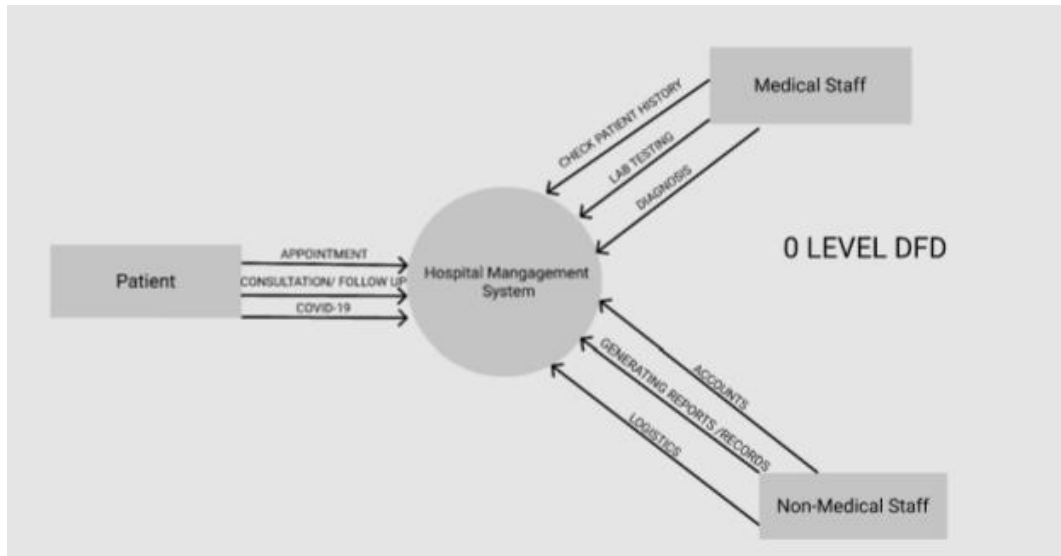 Medical Staff
CHECK PATIENT HISTORY
LAB TESTING
DIAGNOSIS
0 LEVEL DFD
Patient
APPOINTMENT
CONSULTATION/ FOLLOW UP
COVID-19
Hospital Mangagement
System
ACCOUNTS
GENERATING REPORTS /RECORDS
LOGISTICS
Non-Medical Staff